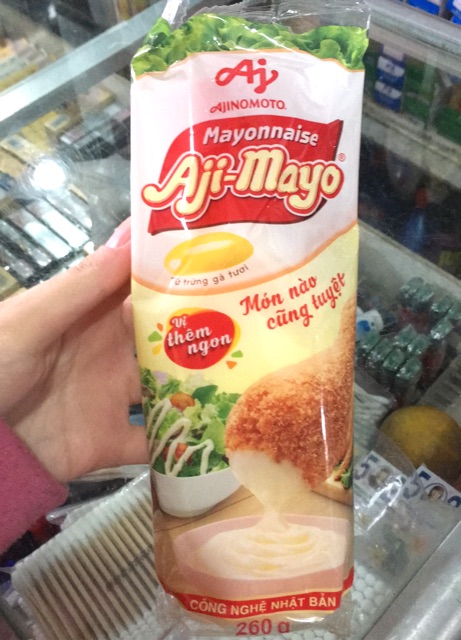 Aj
AJINOMOTO®
Mayonnaise
Aji-mayo®
Từ trứng gà tươi
Món nào
cũng tuyệt
Vị
thêm
ngon
CÔNG NGHỆ NHẬT BẢN
260 g